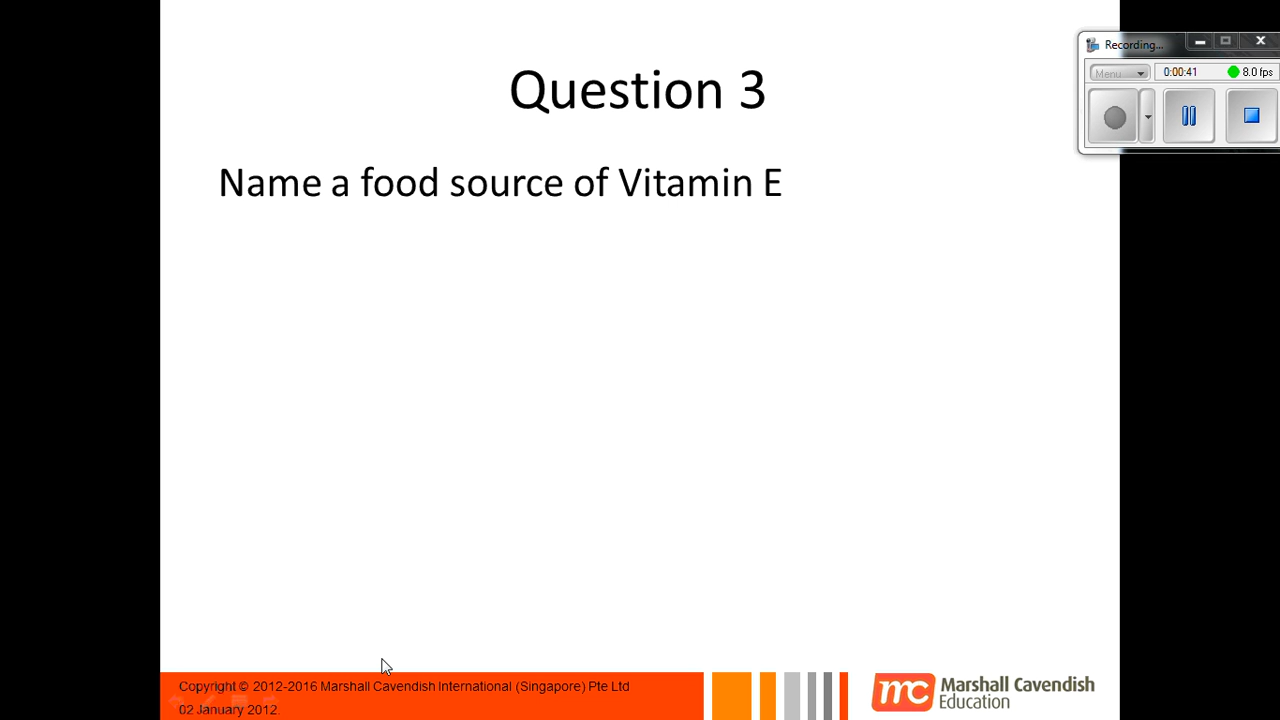 Recording...
Menu
0:00:41
8.0 fps
Question 3
Name a food source of Vitamin E
Copyright © 2012-2016 Marshall Cavendish International (Singapore) Pte Ltd
02 January 2012.
mc
Marshall Cavendish
Education